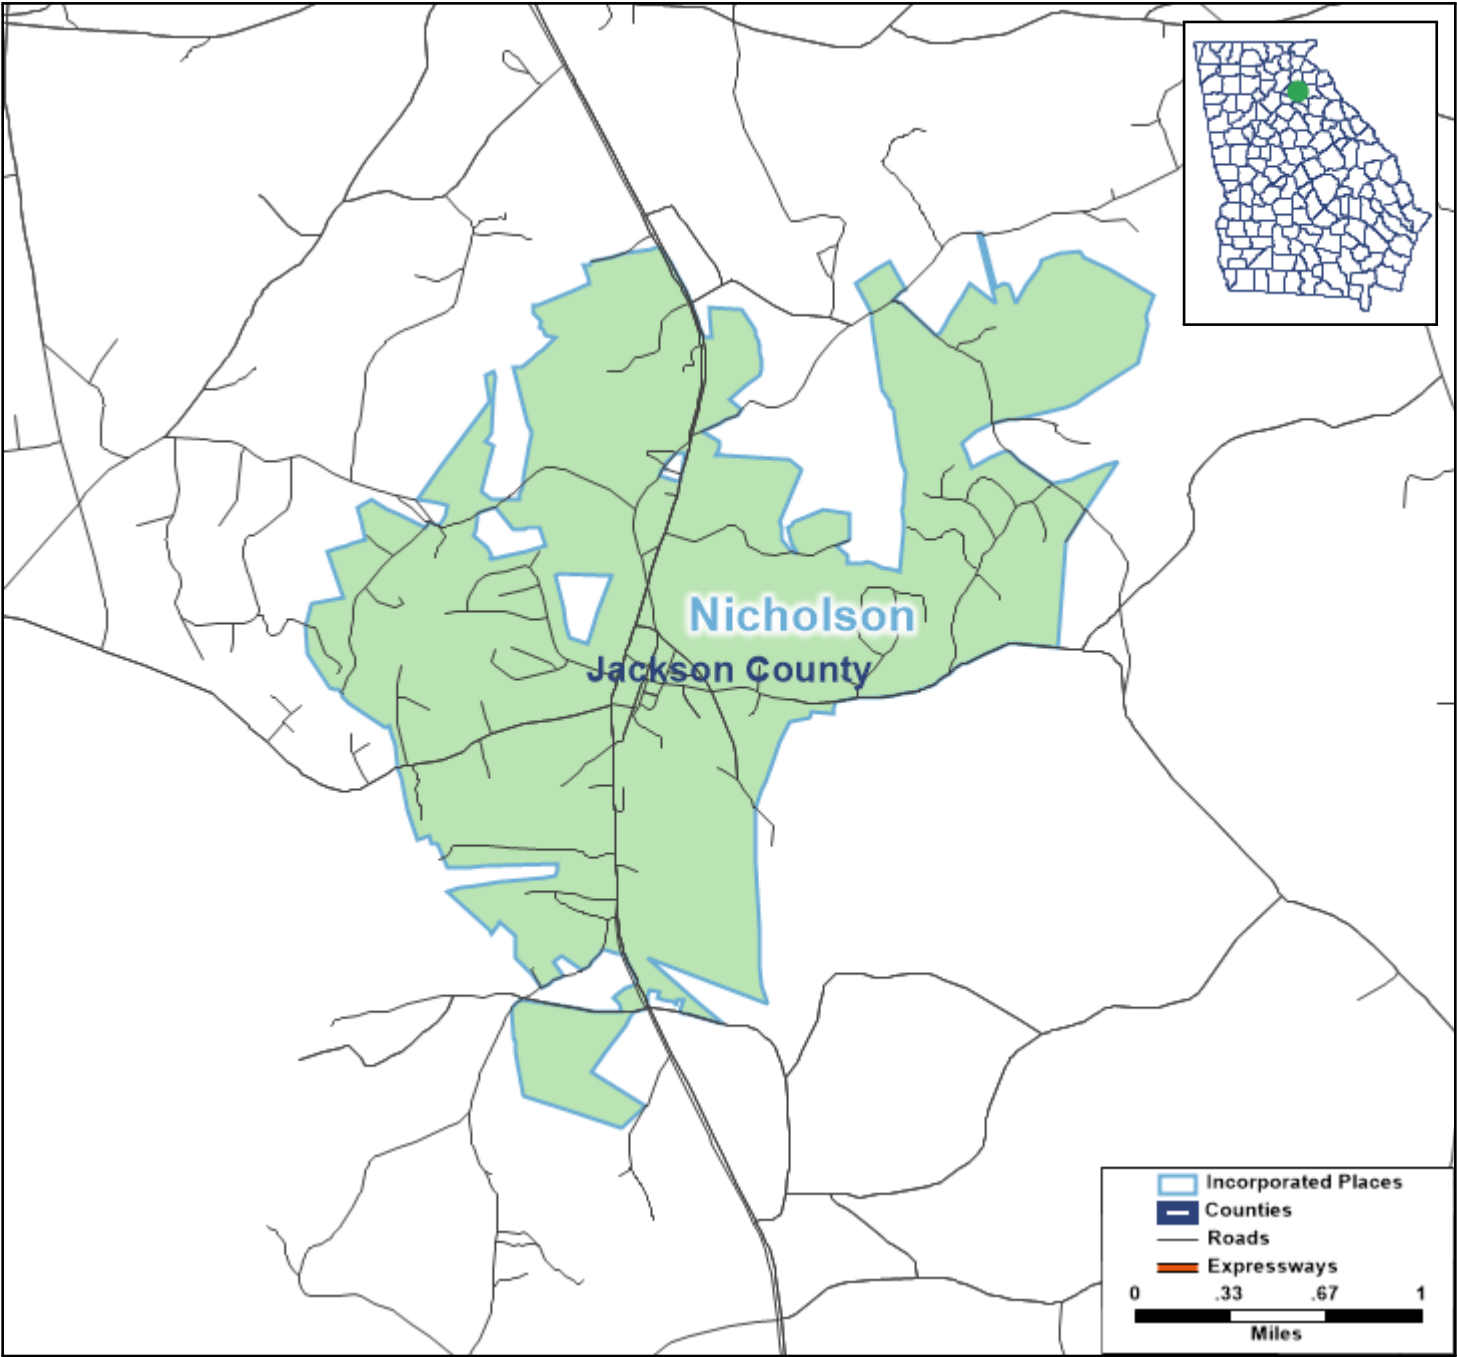 Nicholson
Jackson County
Incorporated Places
Counties
Roads
Expressways
0 .33 .67 1
Miles